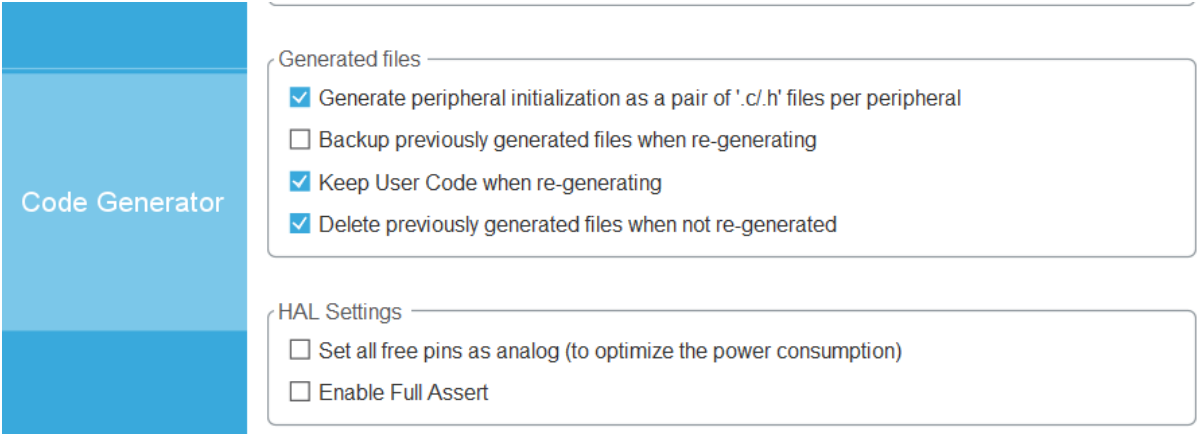 Code Generator
Generated files
Generate peripheral initialization as a pair of '.c/.h' files per peripheral
Backup previously generated files when re-generating
Keep User Code when re-generating
Delete previously generated files when not re-generated
HAL Settings
Set all free pins as analog (to optimize the power consumption)
Enable Full Assert